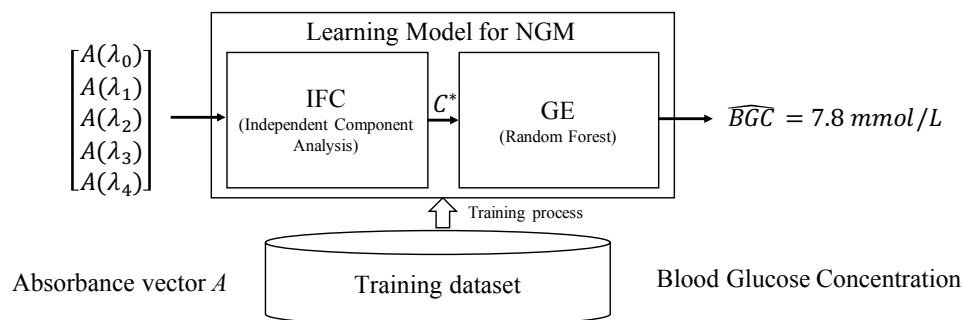 Learning Model for NGM
A(λ₀)
A(λ₁)
A(λ₂)
A(λ₃)
A(λ₄)
IFC
(Independent Component
Analysis)
C*
GE
(Random Forest)
\widehat{BGC} = 7.8 mmol/L
Training process
Training dataset
Absorbance vector A
Blood Glucose Concentration